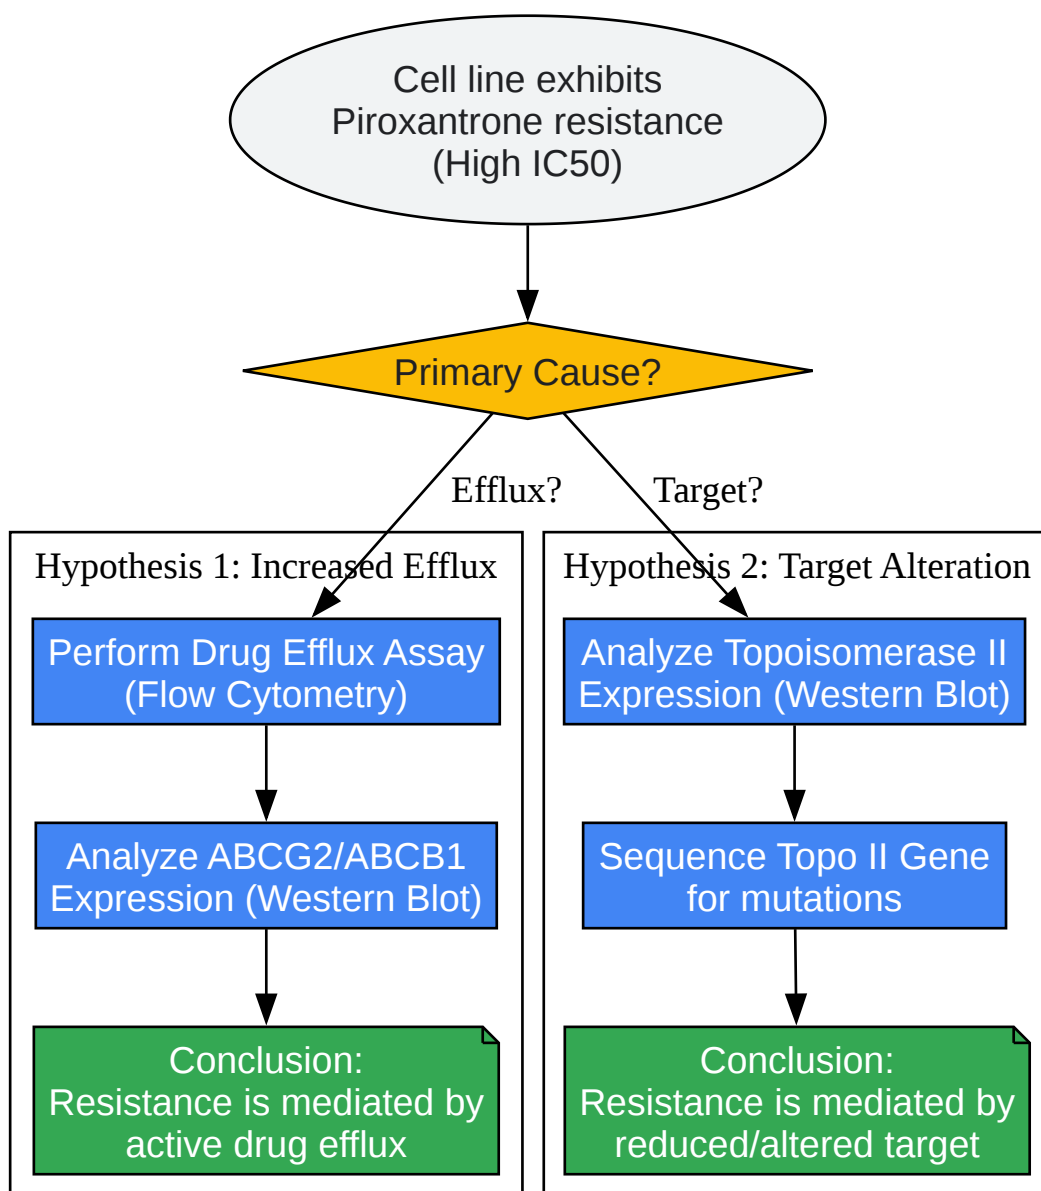 Cell line exhibits
Piroxantrone resistance
(High IC50)
Primary Cause?
Efflux?
Target?
Hypothesis 1: Increased Efflux
Perform Drug Efflux Assay
(Flow Cytometry)
Analyze ABCG2/ABCB1
Expression (Western Blot)
Conclusion:
Resistance is mediated by
active drug efflux
Hypothesis 2: Target Alteration
Analyze Topoisomerase II
Expression (Western Blot)
Sequence Topo II Gene
for mutations
Conclusion:
Resistance is mediated by
reduced/altered target